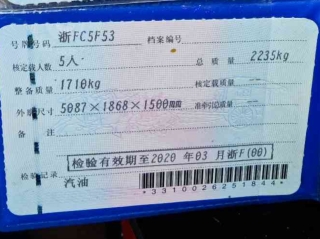 号牌号码 浙FC5F53 档案编号
核定载人数 5人 总质量 2235kg
整备质量 1710kg 核定载质量 --
外廓尺寸 5087×1868×1500mm 准牵引总质量 --
备注 --
检验有效期至2020年03月浙F(00)
检验记录 汽油
*3310026251844*